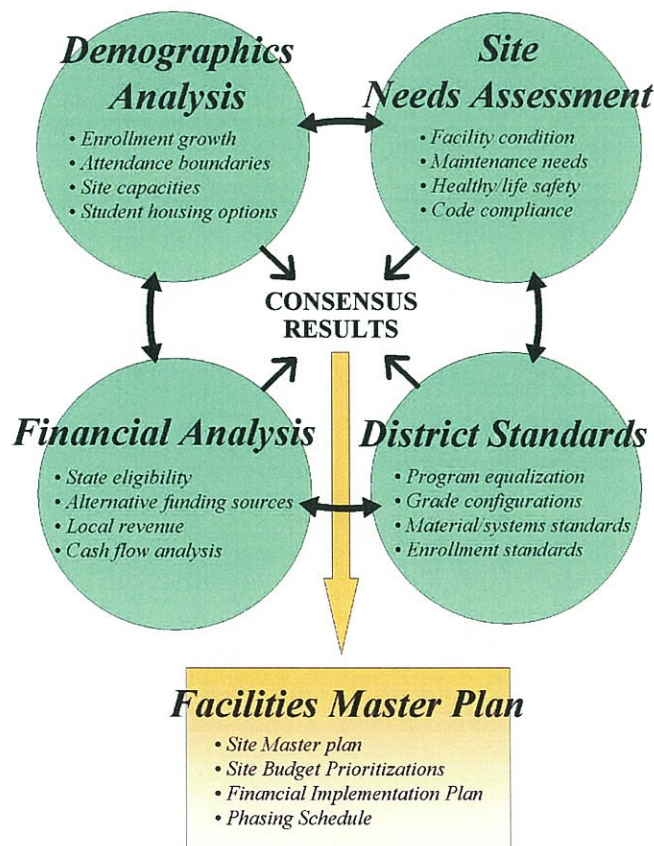 Demographics
Analysis
• Enrollment growth
• Attendance boundaries
• Site capacities
• Student housing options
Site
Needs Assessment
• Facility condition
• Maintenance needs
• Healthy/life safety
• Code compliance
CONSENSUS
RESULTS
Financial Analysis
• State eligibility
• Alternative funding sources
• Local revenue
• Cash flow analysis
District Standards
• Program equalization
• Grade configurations
• Material/systems standards
• Enrollment standards
Facilities Master Plan
• Site Master plan
• Site Budget Prioritizations
• Financial Implementation Plan
• Phasing Schedule